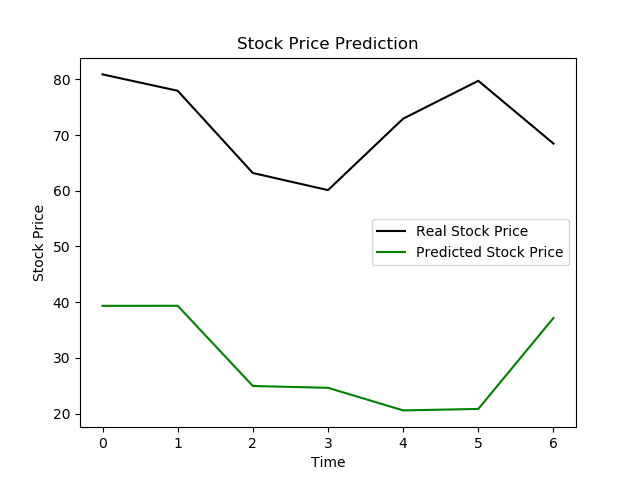 Stock Price Prediction
80
70
60
50
40
30
20
Stock Price
Real Stock Price
Predicted Stock Price
0 1 2 3 4 5 6
Time